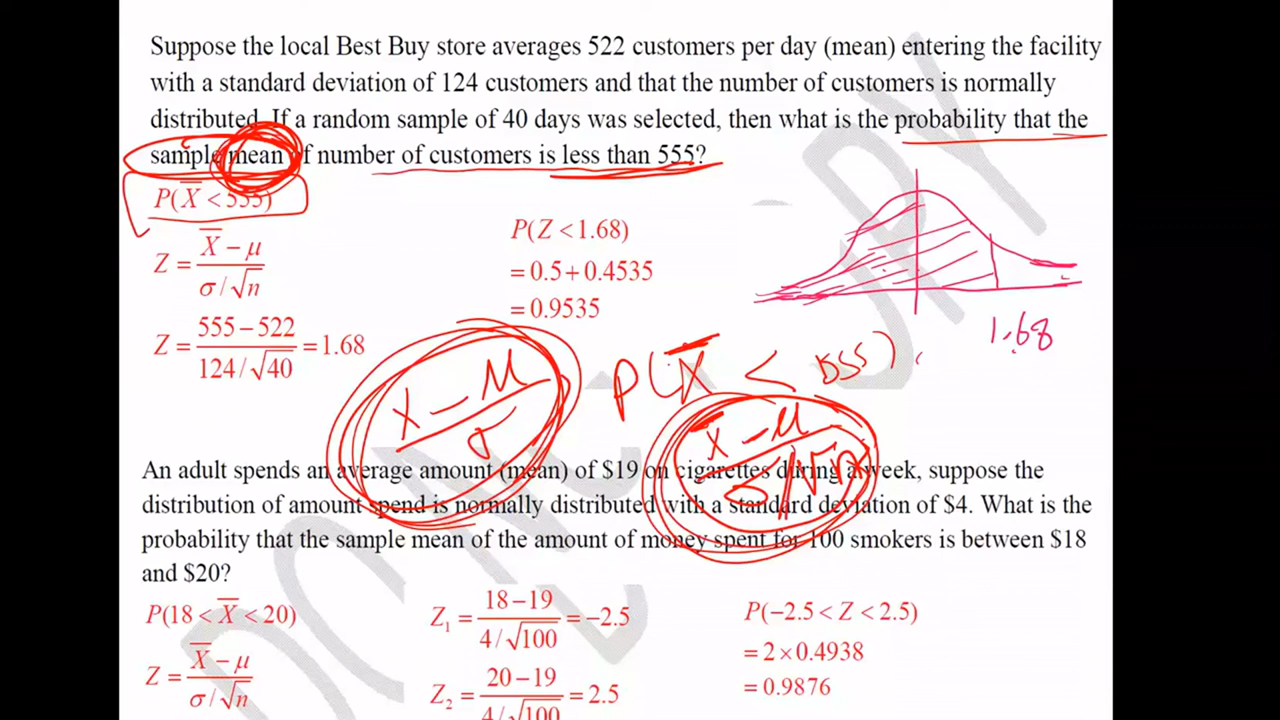 Suppose the local Best Buy store averages 522 customers per day (mean) entering the facility
with a standard deviation of 124 customers and that the number of customers is normally
distributed. If a random sample of 40 days was selected, then what is the probability that the
sample mean of number of customers is less than 555?
P(X̅ < 555)
Z = (X̅ − μ) / (σ/√n)
Z = (555 − 522) / (124/√40) = 1.68
P(Z < 1.68)
= 0.5 + 0.4535
= 0.9535
1.68
P(X̅ < 555)
(X − μ) / σ
(X̅ − μ) / (σ/√n)
An adult spends an average amount (mean) of $19 on cigarettes during a week, suppose the
distribution of amount spend is normally distributed with a standard deviation of $4. What is the
probability that the sample mean of the amount of money spent for 100 smokers is between $18
and $20?
P(18 < X̅ < 20)
Z = (X̅ − μ) / (σ/√n)
Z₁ = (18 − 19) / (4/√100) = −2.5
Z₂ = (20 − 19) / (4/√100) = 2.5
P(−2.5 < Z < 2.5)
= 2 × 0.4938
= 0.9876